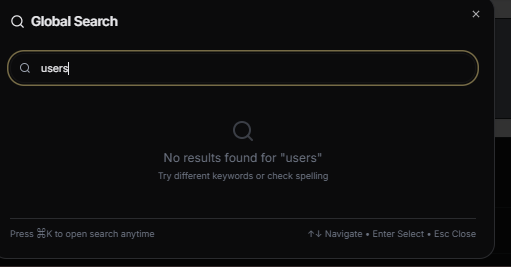 Global Search
users
No results found for "users"
Try different keywords or check spelling
Press ⌘K to open search anytime
↑↓ Navigate • Enter Select • Esc Close